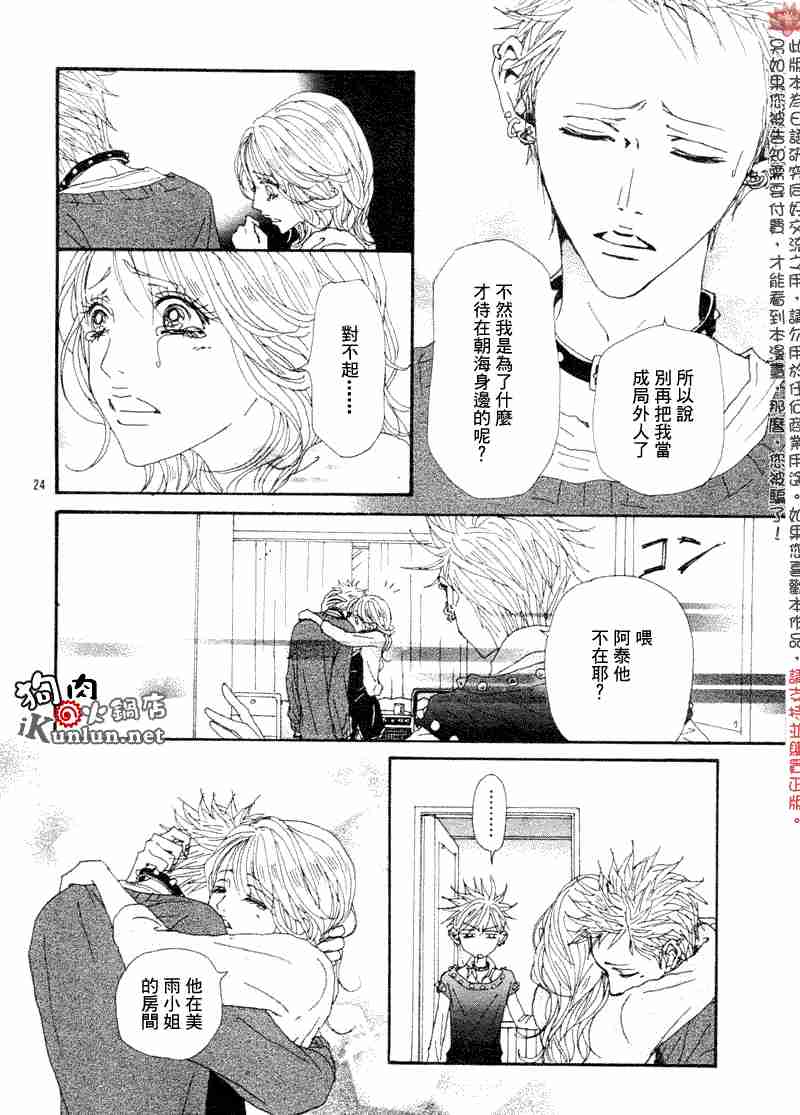 所以說
別再把我當
成局外人了
不然我是為了什麼
才待在朝海身邊的呢？
對不起……
24
コン
喂
阿泰他
不在耶？
………
他在美
雨小姐
的房間
狗肉
火鍋店
iKunlun.net
此版本為日語研究同好交流之用，請勿用於任何商業用途。如果您喜歡本作品，請支持並購買正版。
另如果您被告知需要付費，才能看到本漫畫，那麼，您被騙了！